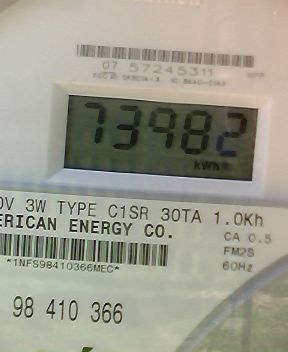 07 57245311
73982
kWh
V 3W TYPE C1SR 30TA 1.0Kh
ERICAN ENERGY CO.
CA 0.5
FM2S
60Hz
*1NFS98410366MEC*
98 410 366